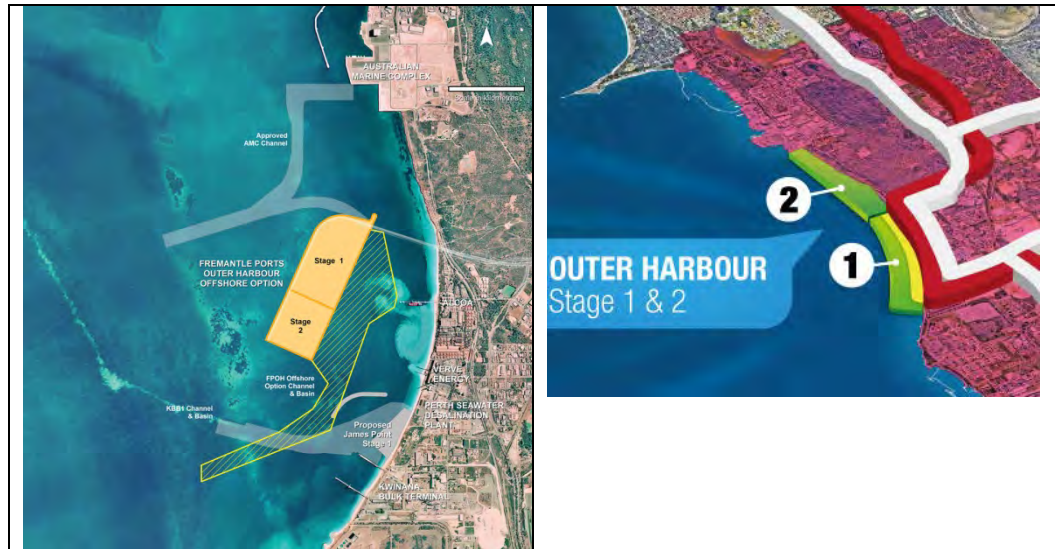 AUSTRALIAN
MARINE COMPLEX
Approved
AMC Channel
FREMANTLE PORTS
OUTER HARBOUR
OFFSHORE OPTION
Stage 1
Stage
2
ALCOA
FPOH Offshore
Option Channel
& Basin
VERVE
ENERGY
KBB1 Channel
& Basin
PERTH SEAWATER
DESALINATION
PLANT
Proposed
James Point
Stage 1
KWINANA
BULK TERMINAL
2
1
OUTER HARBOUR
Stage 1 & 2